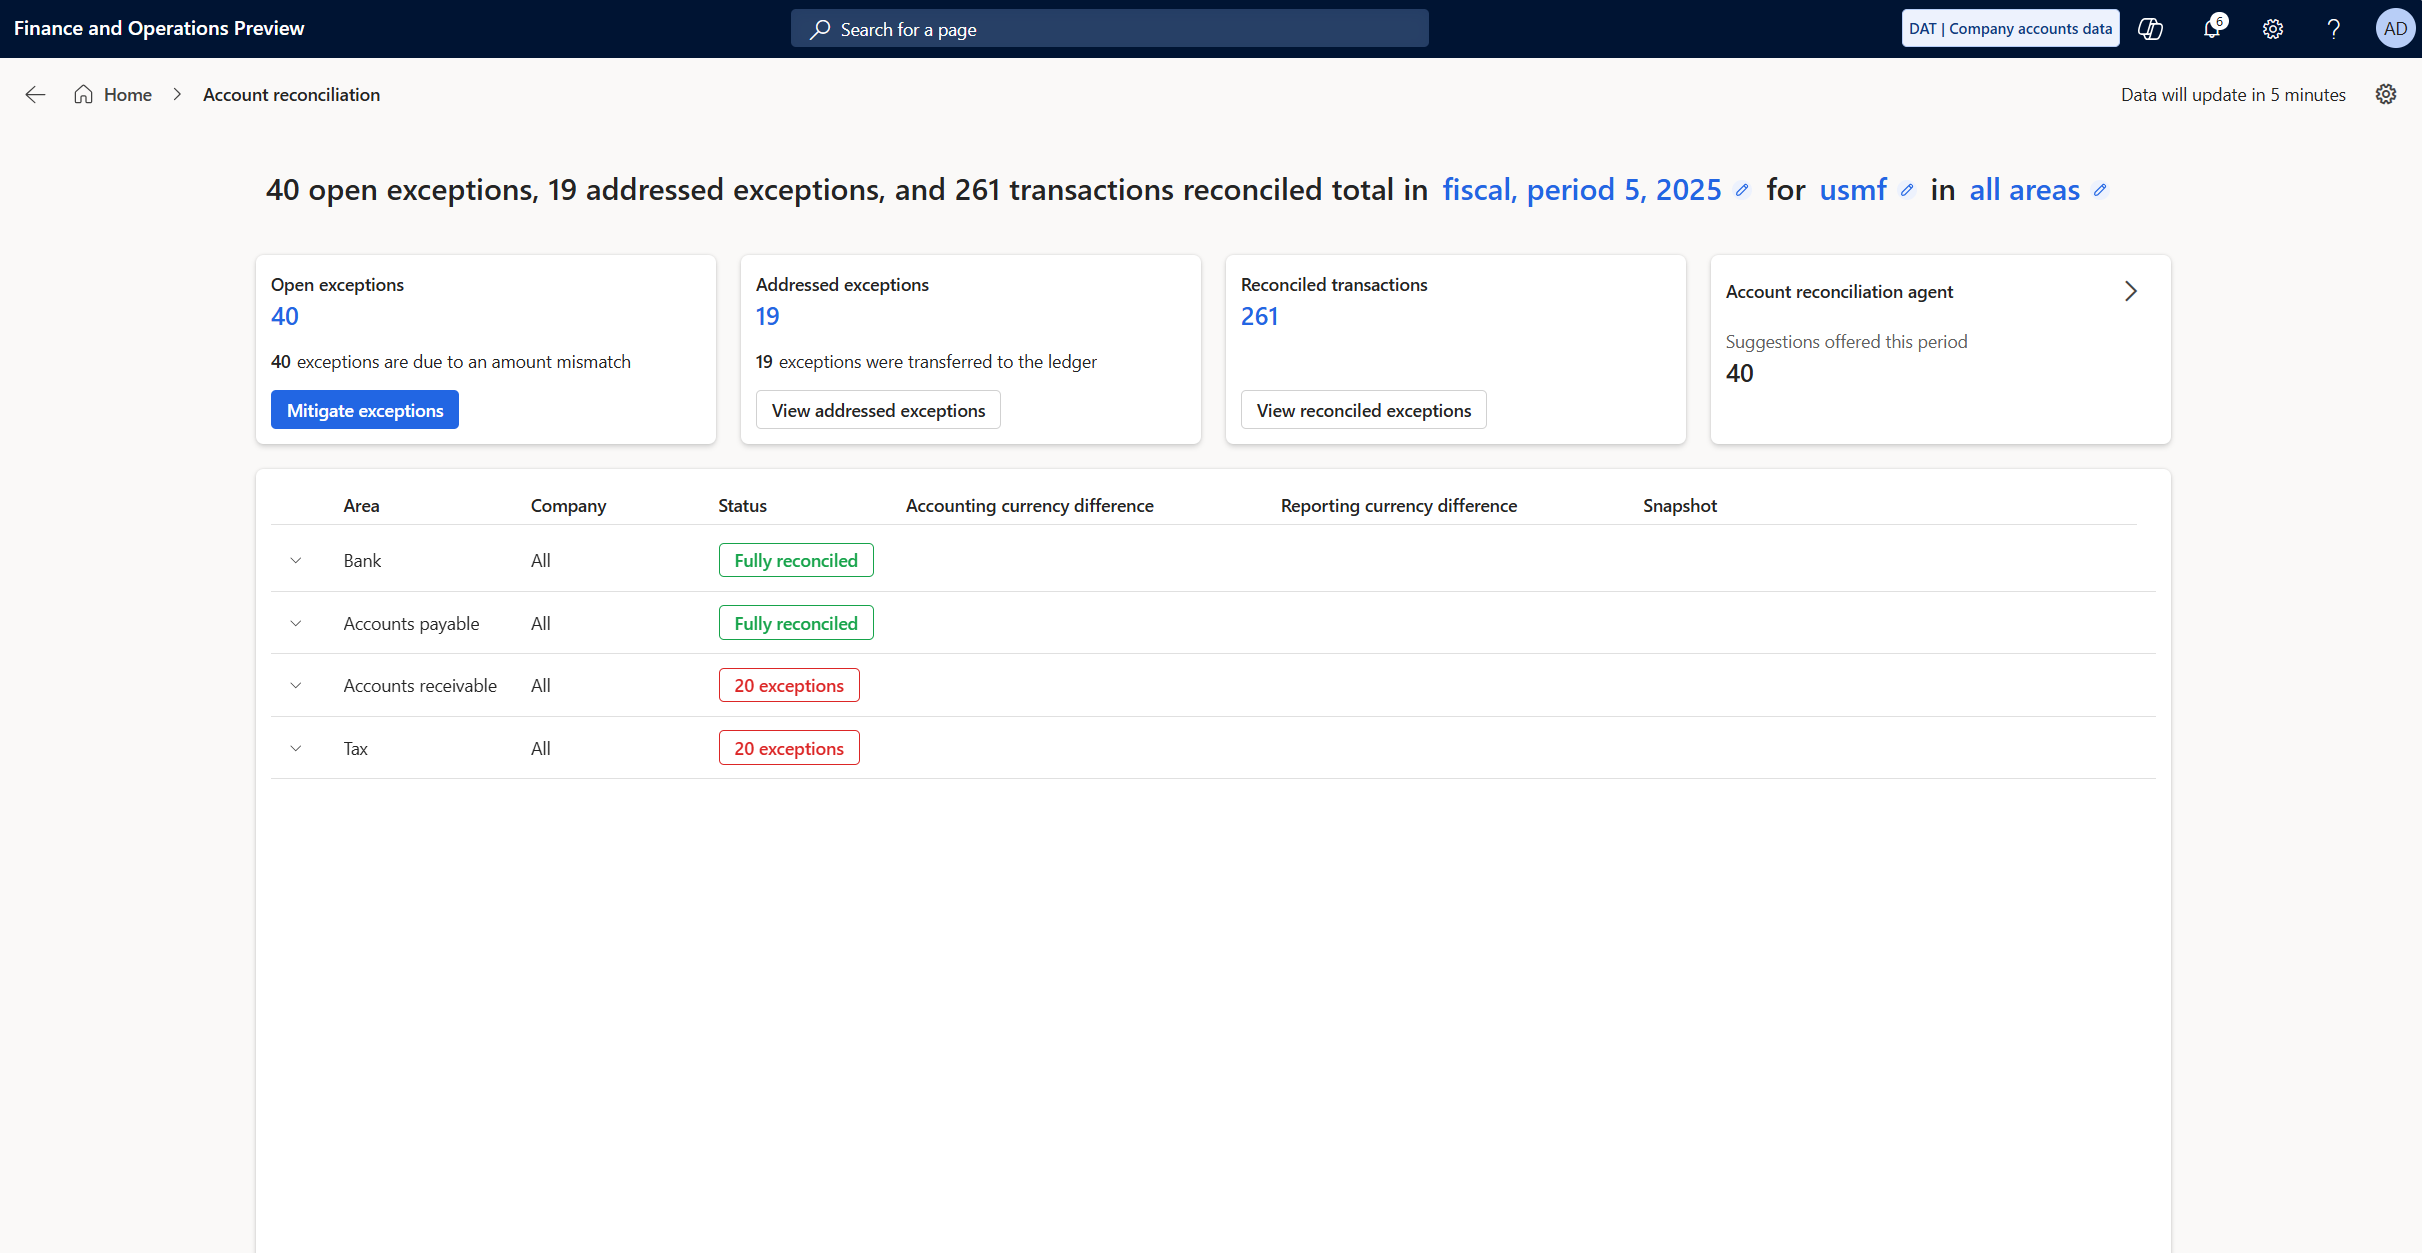 Finance and Operations Preview
Search for a page
DAT | Company accounts data
6
?
AD
Home
Account reconciliation
Data will update in 5 minutes
40 open exceptions, 19 addressed exceptions, and 261 transactions reconciled total in fiscal, period 5, 2025 for usmf in all areas
Open exceptions
40
40 exceptions are due to an amount mismatch
Mitigate exceptions
Addressed exceptions
19
19 exceptions were transferred to the ledger
View addressed exceptions
Reconciled transactions
261
View reconciled exceptions
Account reconciliation agent
Suggestions offered this period
40
Area Company Status Accounting currency difference Reporting currency difference Snapshot
Bank All Fully reconciled
Accounts payable All Fully reconciled
Accounts receivable All 20 exceptions
Tax All 20 exceptions